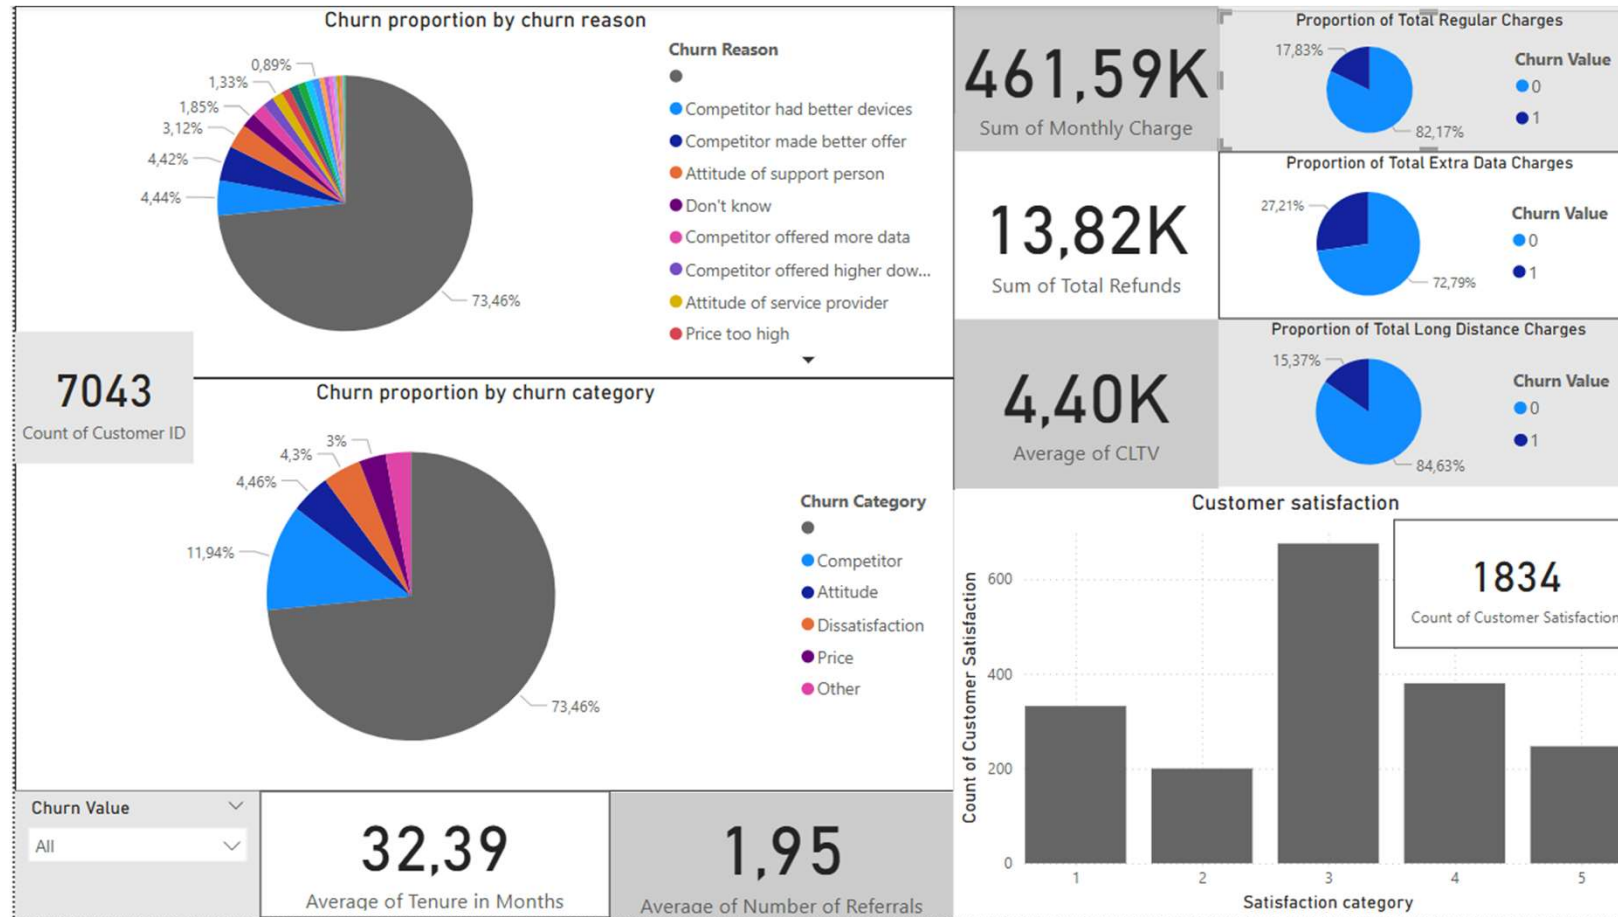 Churn proportion by churn reason
Churn Reason
Competitor had better devices
Competitor made better offer
Attitude of support person
Don't know
Competitor offered more data
Competitor offered higher dow...
Attitude of service provider
Price too high
0,89%
1,33%
1,85%
3,12%
4,42%
4,44%
73,46%
7043
Count of Customer ID
Churn proportion by churn category
3%
4,3%
4,46%
11,94%
73,46%
Churn Category
Competitor
Attitude
Dissatisfaction
Price
Other
Churn Value
All
32,39
Average of Tenure in Months
1,95
Average of Number of Referrals
461,59K
Sum of Monthly Charge
Proportion of Total Regular Charges
17,83%
82,17%
Churn Value
0
1
13,82K
Sum of Total Refunds
Proportion of Total Extra Data Charges
27,21%
72,79%
Churn Value
0
1
4,40K
Average of CLTV
Proportion of Total Long Distance Charges
15,37%
84,63%
Churn Value
0
1
Customer satisfaction
1834
Count of Customer Satisfaction
Count of Customer Satisfaction
600
400
200
0
1
2
3
4
5
Satisfaction category